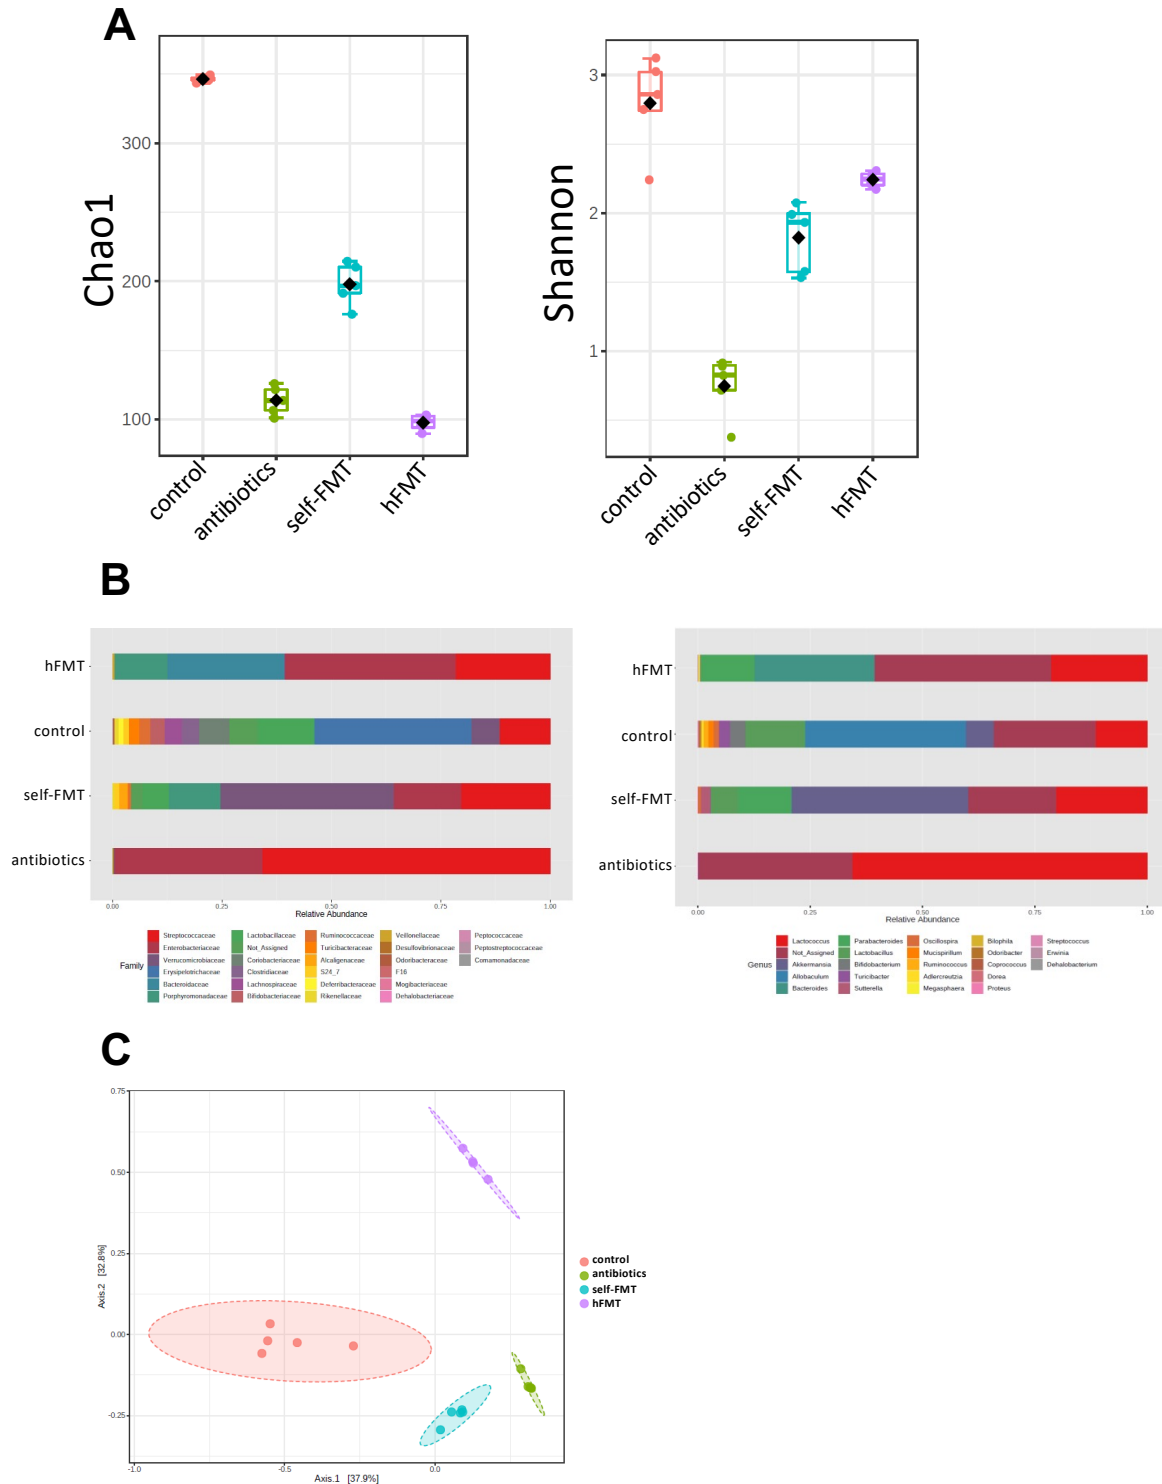 A
Chao1
300
200
100
control
antibiotics
self-FMT
hFMT
Shannon
3
2
1
control
antibiotics
self-FMT
hFMT
B
hFMT
control
self-FMT
antibiotics
0.00 0.25 0.50 0.75 1.00
Relative Abundance
Family
Streptococcaceae Lactobacillaceae Ruminococcaceae Veillonellaceae Peptococcaceae
Enterobacteriaceae Not_Assigned Turicibacteraceae Desulfovibrionaceae Peptostreptococcaceae
Verrucomicrobiaceae Coriobacteriaceae Alcaligenaceae Odoribacteraceae Comamonadaceae
Erysipelotrichaceae Clostridiaceae S24_7 F16
Bacteroidaceae Lachnospiraceae Deferribacteraceae Mogibacteriaceae
Porphyromonadaceae Bifidobacteriaceae Rikenellaceae Dehalobacteriaceae
hFMT
control
self-FMT
antibiotics
0.00 0.25 0.50 0.75 1.00
Relative Abundance
Genus
Lactococcus Parabacteroides Oscillospira Bilophila Streptococcus
Not_Assigned Lactobacillus Mucispirillum Odoribacter Erwinia
Akkermansia Bifidobacterium Ruminococcus Coprococcus Dehalobacterium
Allobaculum Turicibacter Adlercreutzia Dorea
Bacteroides Sutterella Megasphaera Proteus
C
0.75
0.50
0.25
0.00
-0.25
Axis.2 [32.8%]
-1.0 -0.5 0.0
Axis.1 [37.9%]
control
antibiotics
self-FMT
hFMT